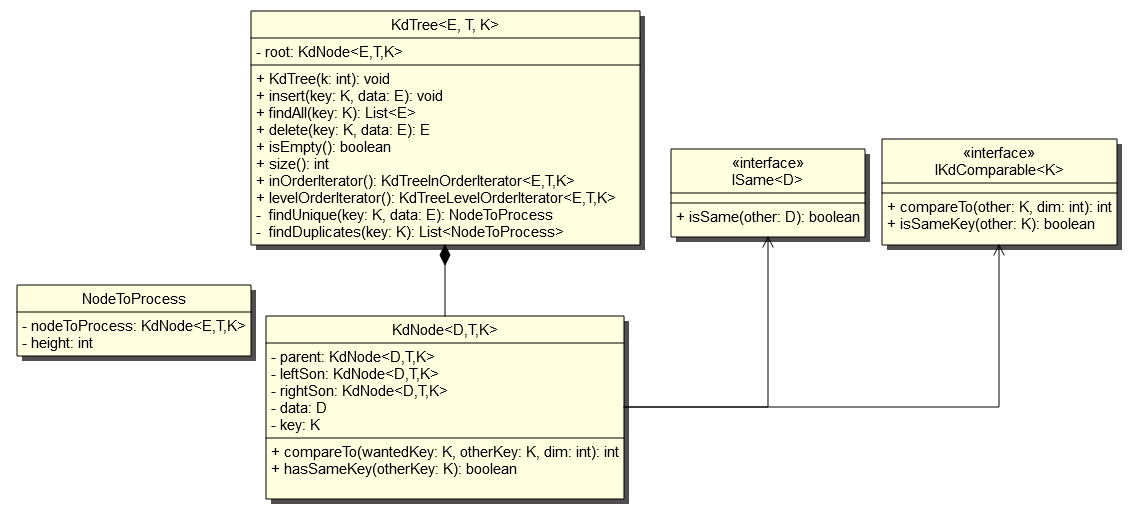 KdTree<E, T, K>
- root: KdNode<E,T,K>
+ KdTree(k: int): void
+ insert(key: K, data: E): void
+ findAll(key: K): List<E>
+ delete(key: K, data: E): E
+ isEmpty(): boolean
+ size(): int
+ inOrderIterator(): KdTreeInOrderIterator<E,T,K>
+ levelOrderIterator(): KdTreeLevelOrderIterator<E,T,K>
- findUnique(key: K, data: E): NodeToProcess
- findDuplicates(key: K): List<NodeToProcess>
«interface»
ISame<D>
+ isSame(other: D): boolean
«interface»
IKdComparable<K>
+ compareTo(other: K, dim: int): int
+ isSameKey(other: K): boolean
NodeToProcess
- nodeToProcess: KdNode<E,T,K>
- height: int
KdNode<D,T,K>
- parent: KdNode<D,T,K>
- leftSon: KdNode<D,T,K>
- rightSon: KdNode<D,T,K>
- data: D
- key: K
+ compareTo(wantedKey: K, otherKey: K, dim: int): int
+ hasSameKey(otherKey: K): boolean